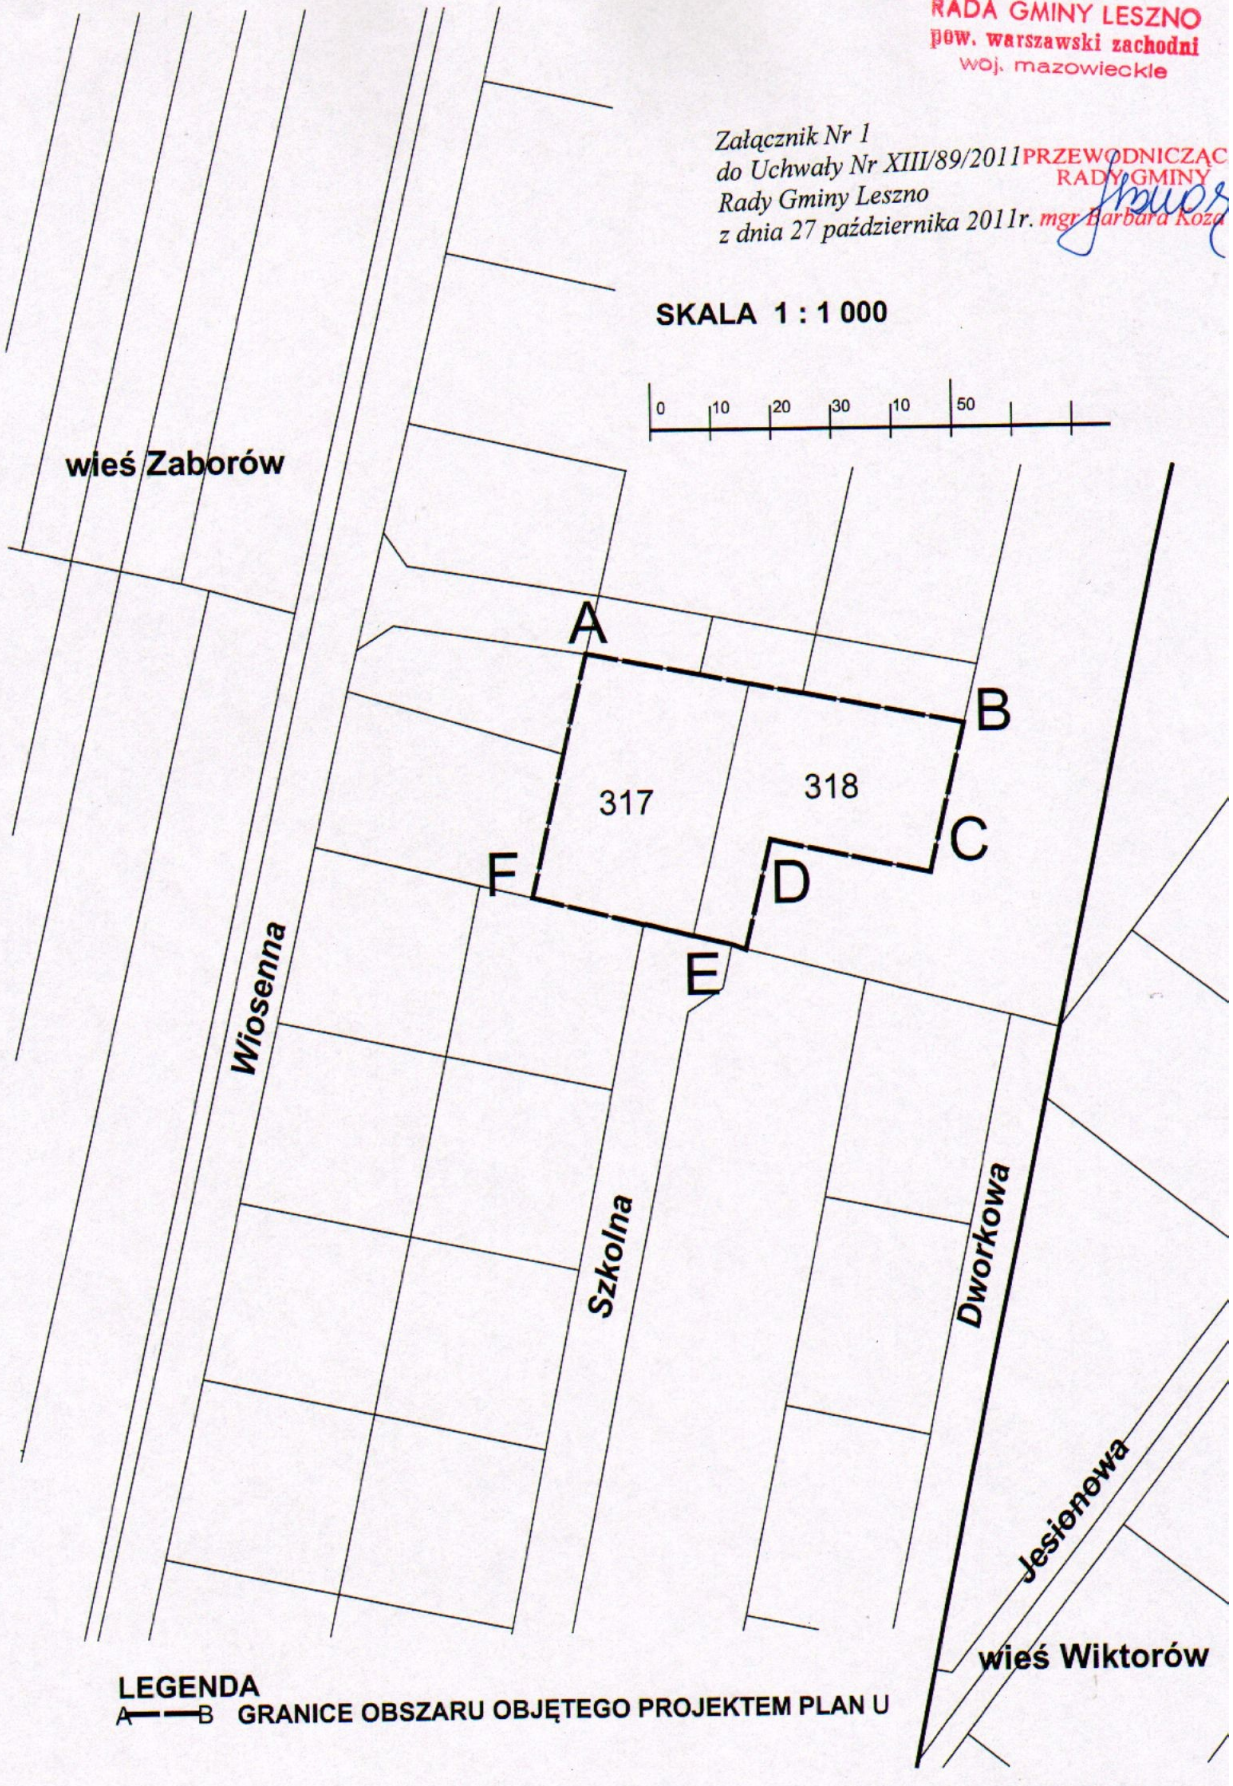 RADA GMINY LESZNO
pow. warszawski zachodni
woj. mazowieckie
Załącznik Nr 1
do Uchwały Nr XIII/89/2011
Rady Gminy Leszno
z dnia 27 października 2011r.
PRZEWODNICZĄC
RADY GMINY
mgr Barbara Koza
SKALA 1 : 1 000
0 10 20 30 10 50
wieś Zaborów
A
B
317
318
C
F
D
E
Wiosenna
Szkolna
Dworkowa
Jesionowa
wieś Wiktorów
LEGENDA
A B GRANICE OBSZARU OBJĘTEGO PROJEKTEM PLAN U